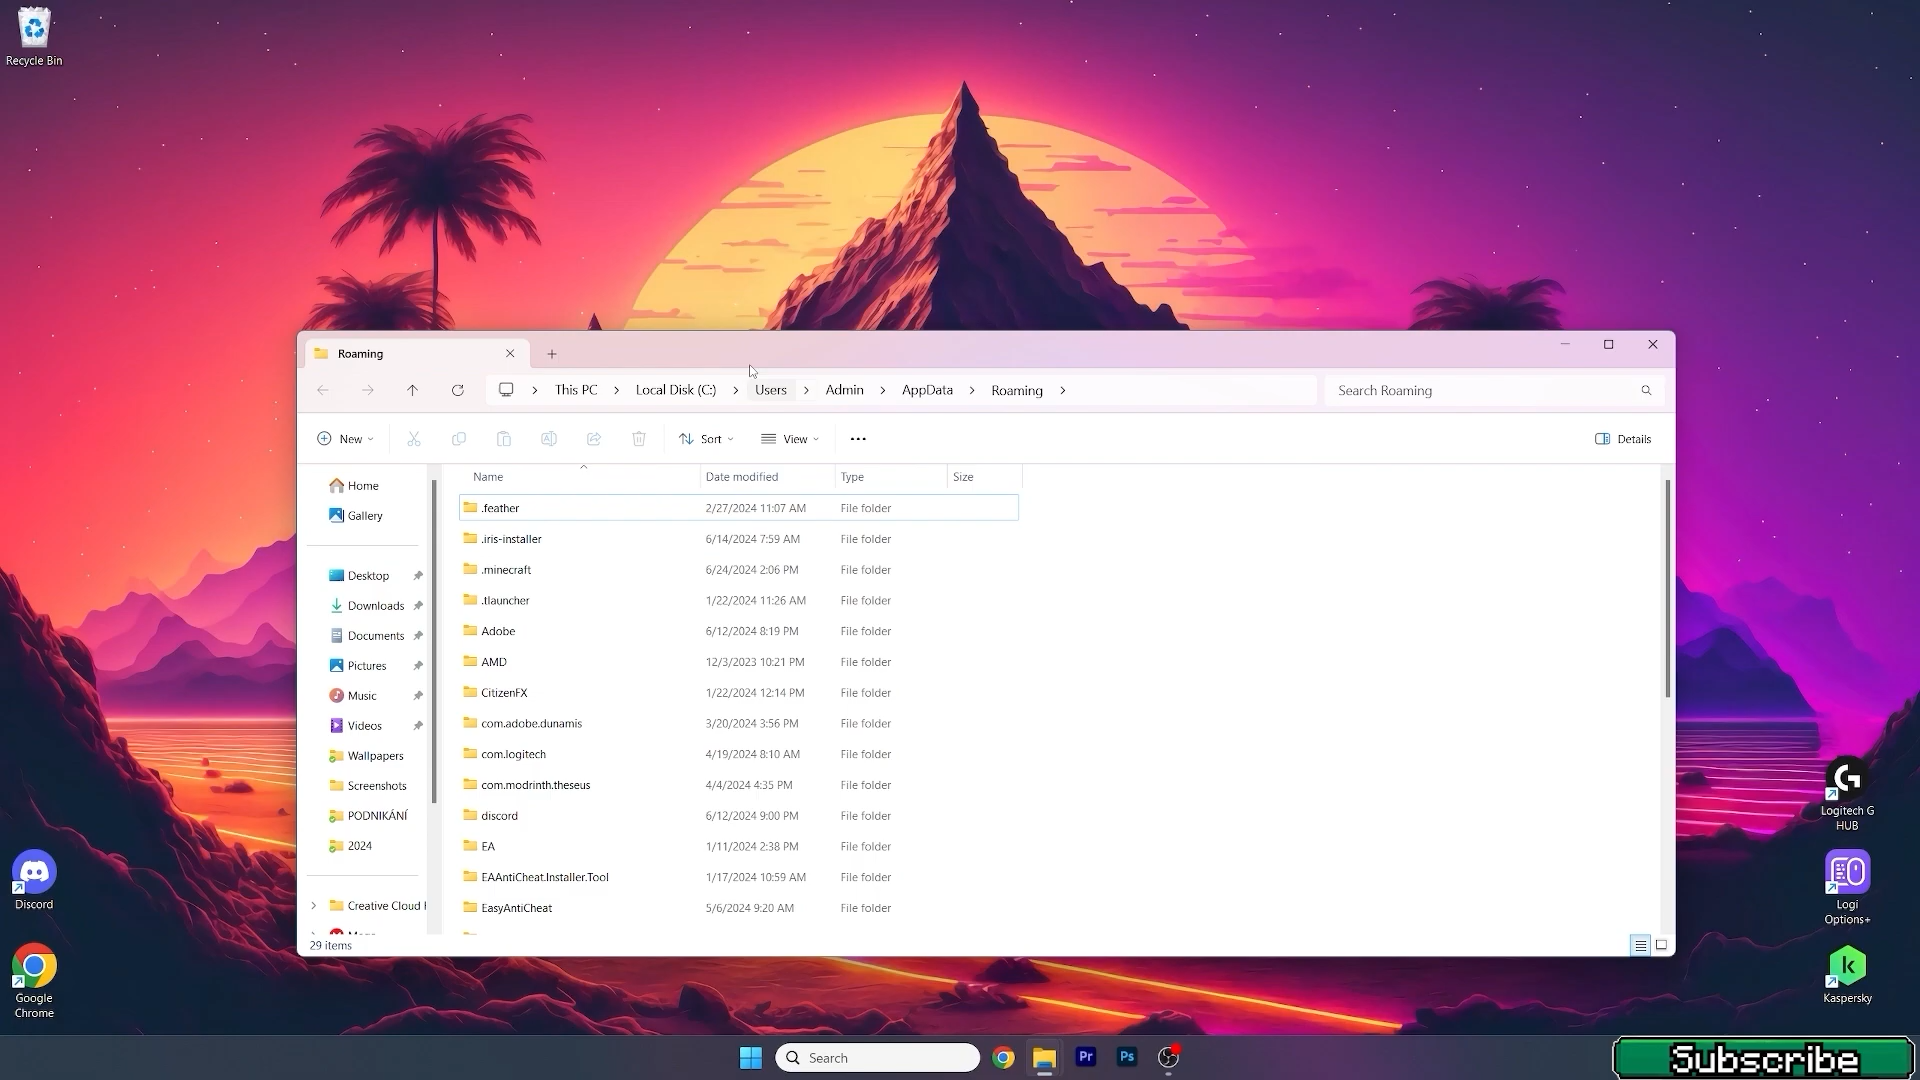 Recycle Bin
Roaming
This PC > Local Disk (C:) > Users > Admin > AppData > Roaming >
Search Roaming
New
Sort
View
Details
Name Date modified Type Size
.feather 2/27/2024 11:07 AM File folder
.iris-installer 6/14/2024 7:59 AM File folder
.minecraft 6/24/2024 2:06 PM File folder
.tlauncher 1/22/2024 11:26 AM File folder
Adobe 6/12/2024 8:19 PM File folder
AMD 12/3/2023 10:21 PM File folder
CitizenFX 1/22/2024 12:14 PM File folder
com.adobe.dunamis 3/20/2024 3:56 PM File folder
com.logitech 4/19/2024 8:10 AM File folder
com.modrinth.theseus 4/4/2024 4:35 PM File folder
discord 6/12/2024 9:00 PM File folder
EA 1/11/2024 2:38 PM File folder
EAAntiCheat.Installer.Tool 1/17/2024 10:59 AM File folder
EasyAntiCheat 5/6/2024 9:20 AM File folder
Home
Gallery
Desktop
Downloads
Documents
Pictures
Music
Videos
Wallpapers
Screenshots
PODNIKÁNÍ
2024
Creative Cloud
29 items
Discord
Google
Chrome
Logitech G
HUB
Logi
Options+
Kaspersky
Search
Pr
Ps
Subscribe